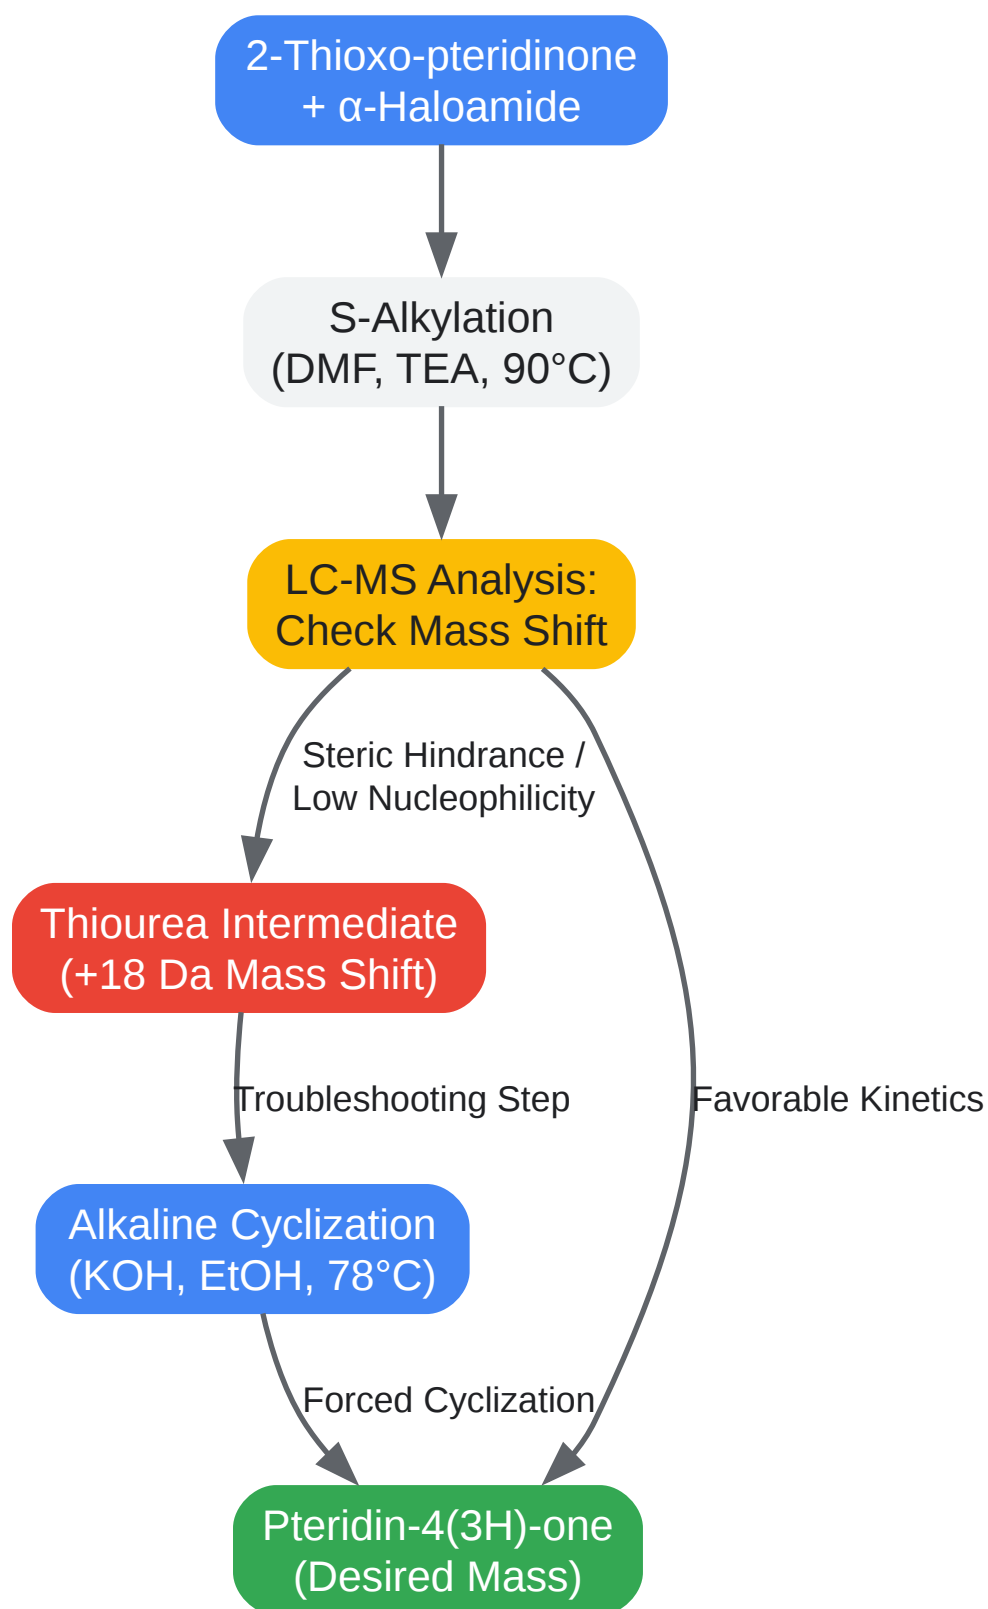 2-Thioxo-pteridinone
+ α-Haloamide
S-Alkylation
(DMF, TEA, 90°C)
LC-MS Analysis:
Check Mass Shift
Steric Hindrance /
Low Nucleophilicity
Thiourea Intermediate
(+18 Da Mass Shift)
Troubleshooting Step
Favorable Kinetics
Alkaline Cyclization
(KOH, EtOH, 78°C)
Forced Cyclization
Pteridin-4(3H)-one
(Desired Mass)